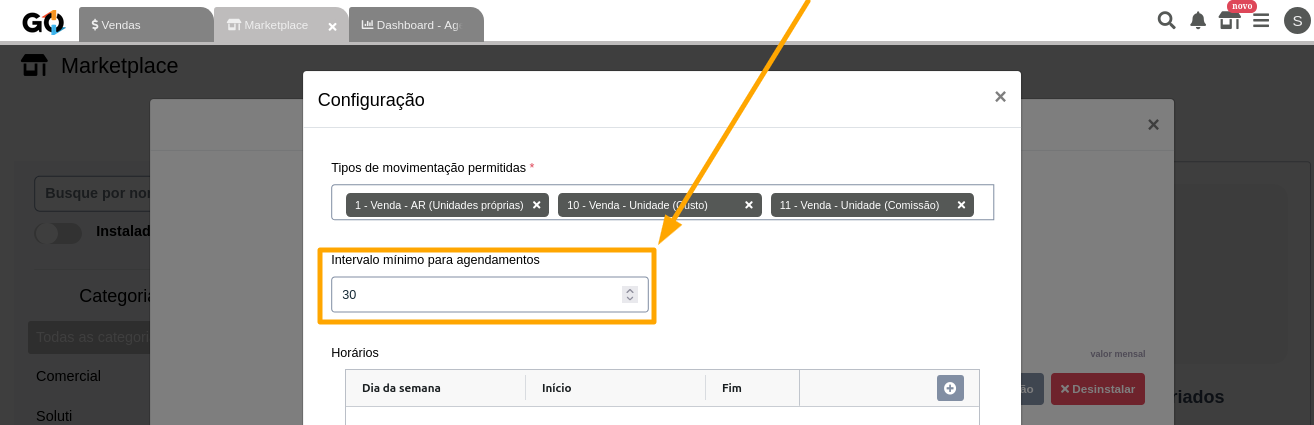 GO Vendas Marketplace Dashboard - Ag novo S
Marketplace
Configuração
Tipos de movimentação permitidas *
1 - Venda - AR (Unidades próprias) 10 - Venda - Unidade (Custo) 11 - Venda - Unidade (Comissão)
Busque por nor
Instalad
Intervalo mínimo para agendamentos
30
Categoria
Todas as categori
Horários
valor mensal
Comercial
Dia da semana Início Fim
ão Desinstalar
riados
Soluti